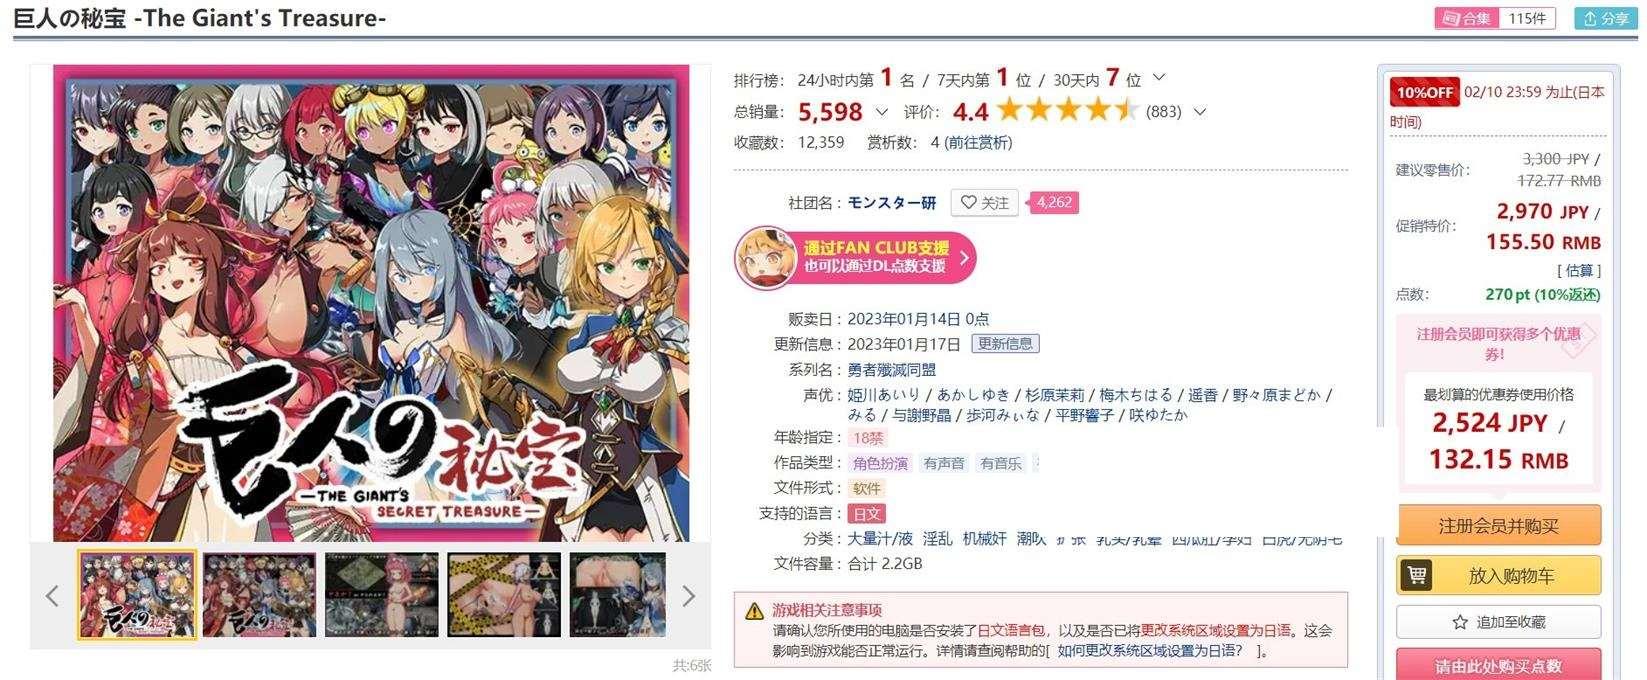 巨人の秘宝 -The Giant's Treasure-
合集 115件 分享
巨人の秘宝
—THE GIANT'S
SECRET TREASURE—
共:6张
排行榜： 24小时内第 1 名 / 7天内第 1 位 / 30天内 7 位
总销量： 5,598 评价： 4.4 (883)
收藏数： 12,359 赏析数： 4 (前往赏析)
社团名： モンスター研 关注 4,262
通过FAN CLUB支援
也可以通过DL点数支援
贩卖日： 2023年01月14日 0点
更新信息： 2023年01月17日 更新信息
系列名： 勇者殲滅同盟
声优： 姫川あいり / あかしゆき / 杉原茉莉 / 梅木ちはる / 遥香 / 野々原まどか /
みる / 与謝野晶 / 歩河みぃな / 平野響子 / 咲ゆたか
年龄指定： 18禁
作品类型： 角色扮演 有声音 有音乐
文件形式： 软件
支持的语言： 日文
分类： 大量汁/液 淫乱 机械奸 潮吹 扩张
文件容量： 合计 2.2GB
游戏相关注意事项
请确认您所使用的电脑是否安装了日文语言包，以及是否已将更改系统区域设置为日语。这会
影响到游戏能否正常运行。详情请查阅帮助的[ 如何更改系统区域设置为日语？ ]。
10%OFF 02/10 23:59 为止(日本
时间)
建议零售价： 3,300 JPY /
172.77 RMB
促销特价： 2,970 JPY /
155.50 RMB
[ 估算 ]
点数： 270 pt (10%返还)
注册会员即可获得多个优惠
券!
最划算的优惠券使用价格
2,524 JPY /
132.15 RMB
注册会员并购买
放入购物车
追加至收藏
请由此处购买点数